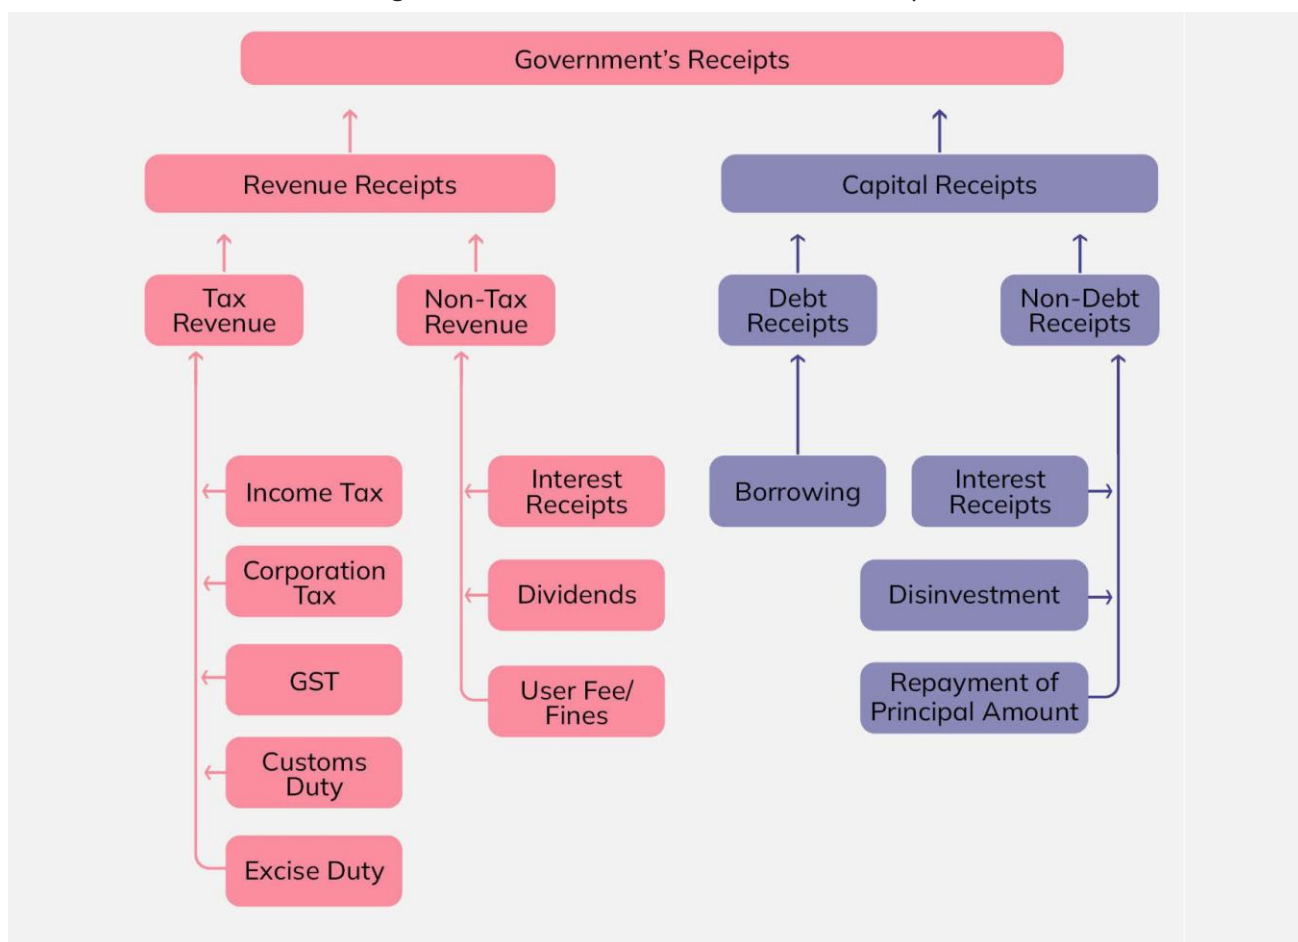 Government's Receipts
Revenue Receipts
Capital Receipts
Tax
Revenue
Non-Tax
Revenue
Debt
Receipts
Non-Debt
Receipts
Income Tax
Interest
Receipts
Borrowing
Interest
Receipts
Corporation
Tax
Dividends
Disinvestment
GST
User Fee/
Fines
Repayment of
Principal Amount
Customs
Duty
Excise Duty